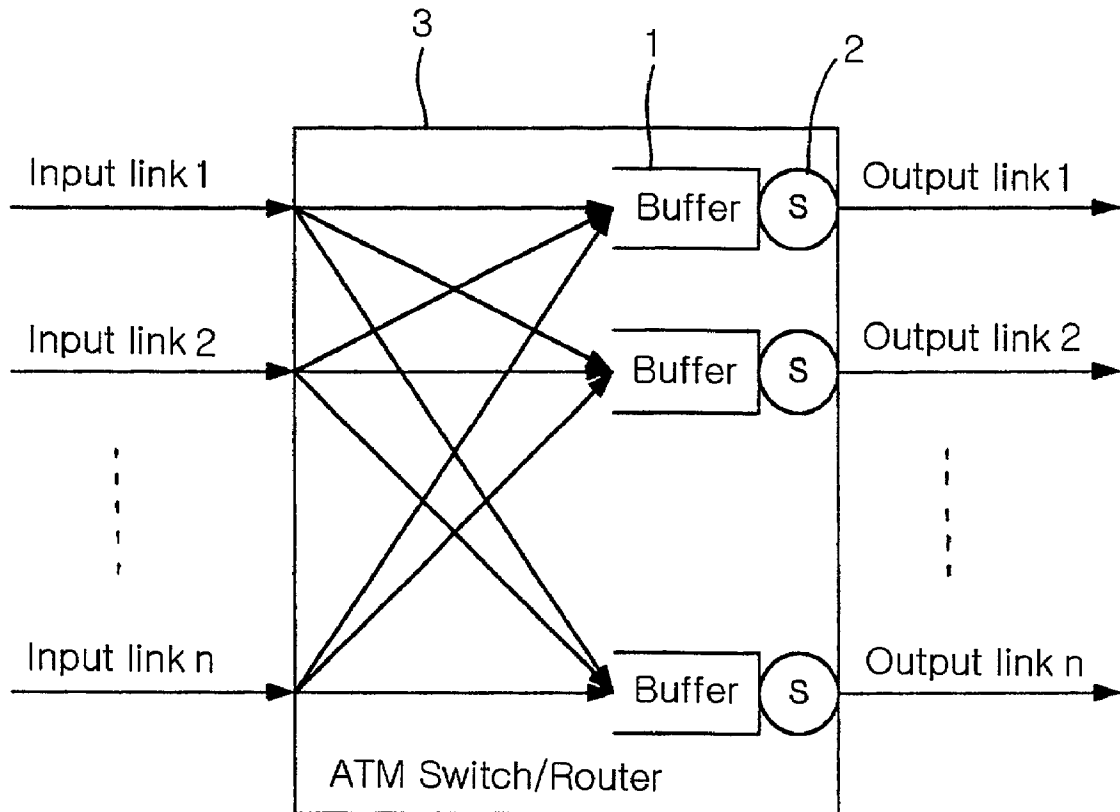 3
1
2
Input link 1
Buffer
S
Output link 1
Input link 2
Buffer
S
Output link 2
Input link n
Buffer
S
Output link n
ATM Switch/Router